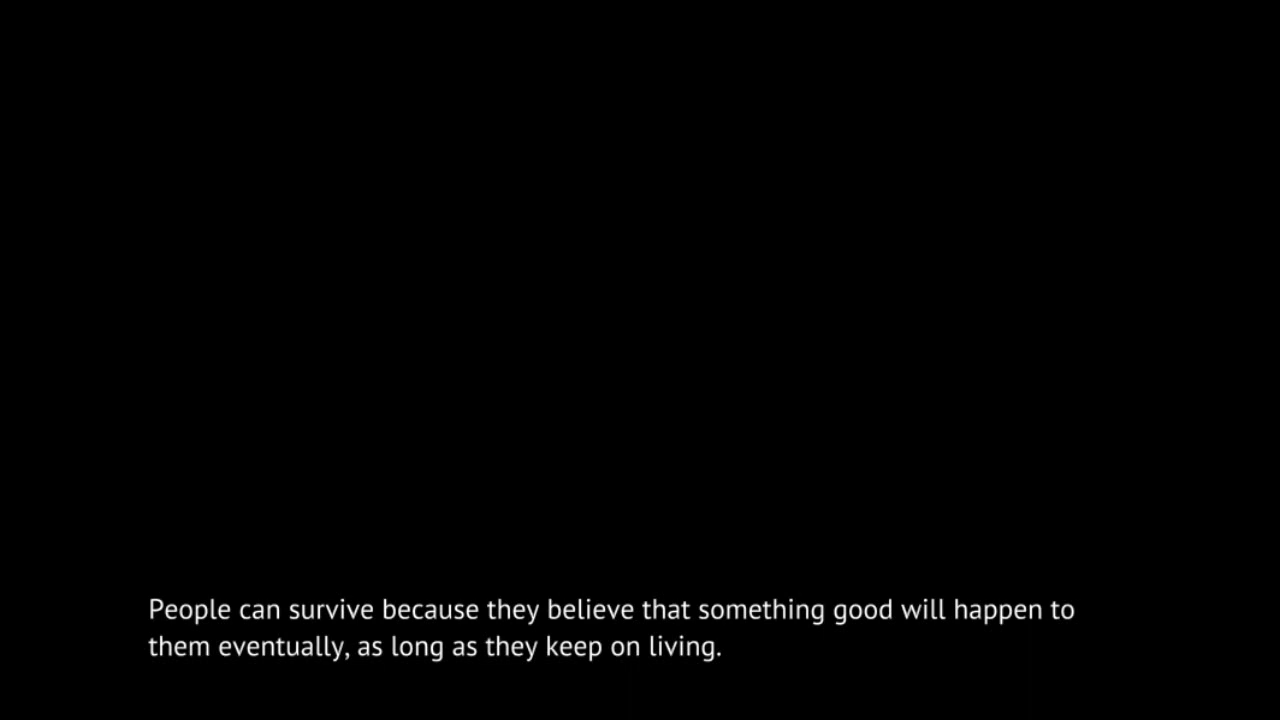 People can survive because they believe that something good will happen to
them eventually, as long as they keep on living.